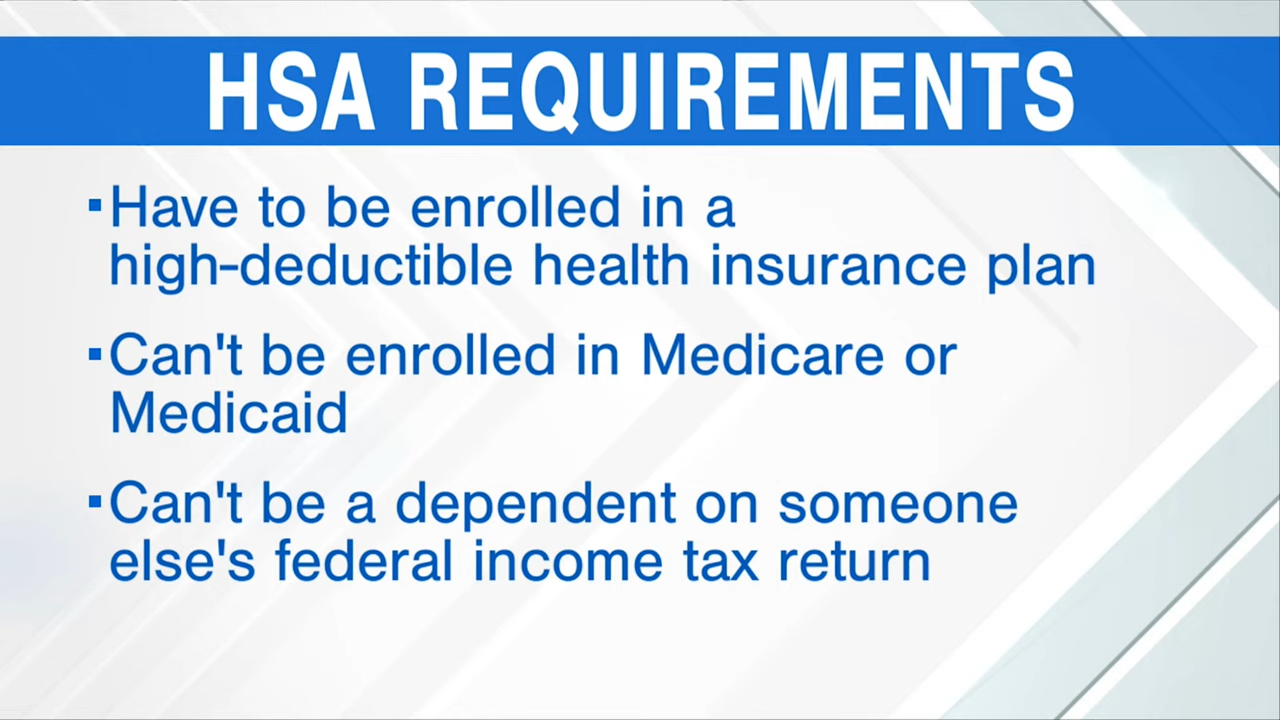 HSA REQUIREMENTS
▪Have to be enrolled in a
high-deductible health insurance plan
▪Can't be enrolled in Medicare or
Medicaid
▪Can't be a dependent on someone
else's federal income tax return